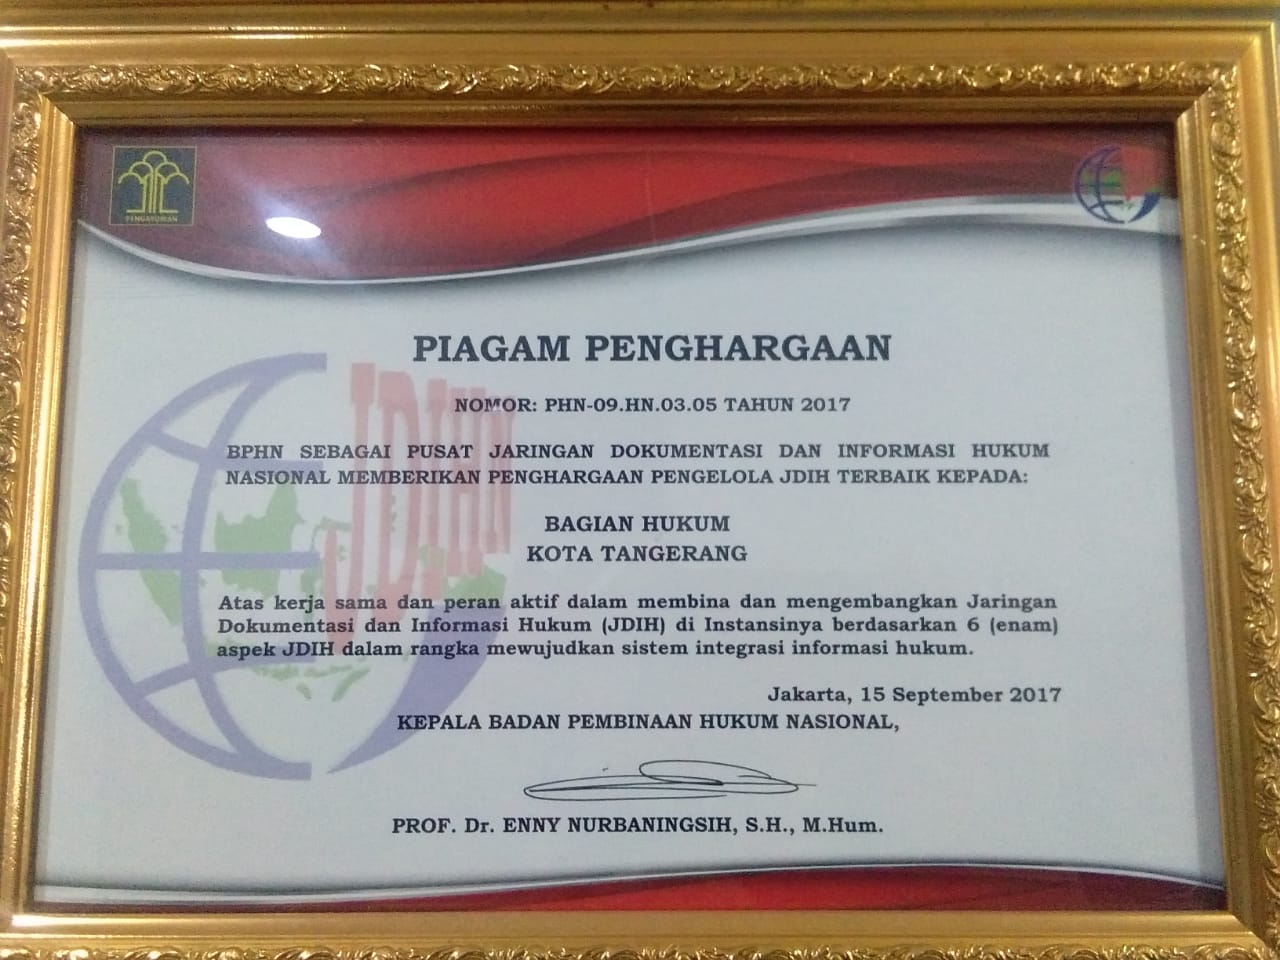 PENGAYOMAN
PIAGAM PENGHARGAAN
NOMOR: PHN-09.HN.03.05 TAHUN 2017
BPHN SEBAGAI PUSAT JARINGAN DOKUMENTASI DAN INFORMASI HUKUM
NASIONAL MEMBERIKAN PENGHARGAAN PENGELOLA JDIH TERBAIK KEPADA:
BAGIAN HUKUM
KOTA TANGERANG
JDIHN
Atas kerja sama dan peran aktif dalam membina dan mengembangkan Jaringan
Dokumentasi dan Informasi Hukum (JDIH) di Instansinya berdasarkan 6 (enam)
aspek JDIH dalam rangka mewujudkan sistem integrasi informasi hukum.
Jakarta, 15 September 2017
KEPALA BADAN PEMBINAAN HUKUM NASIONAL,
PROF. Dr. ENNY NURBANINGSIH, S.H., M.Hum.